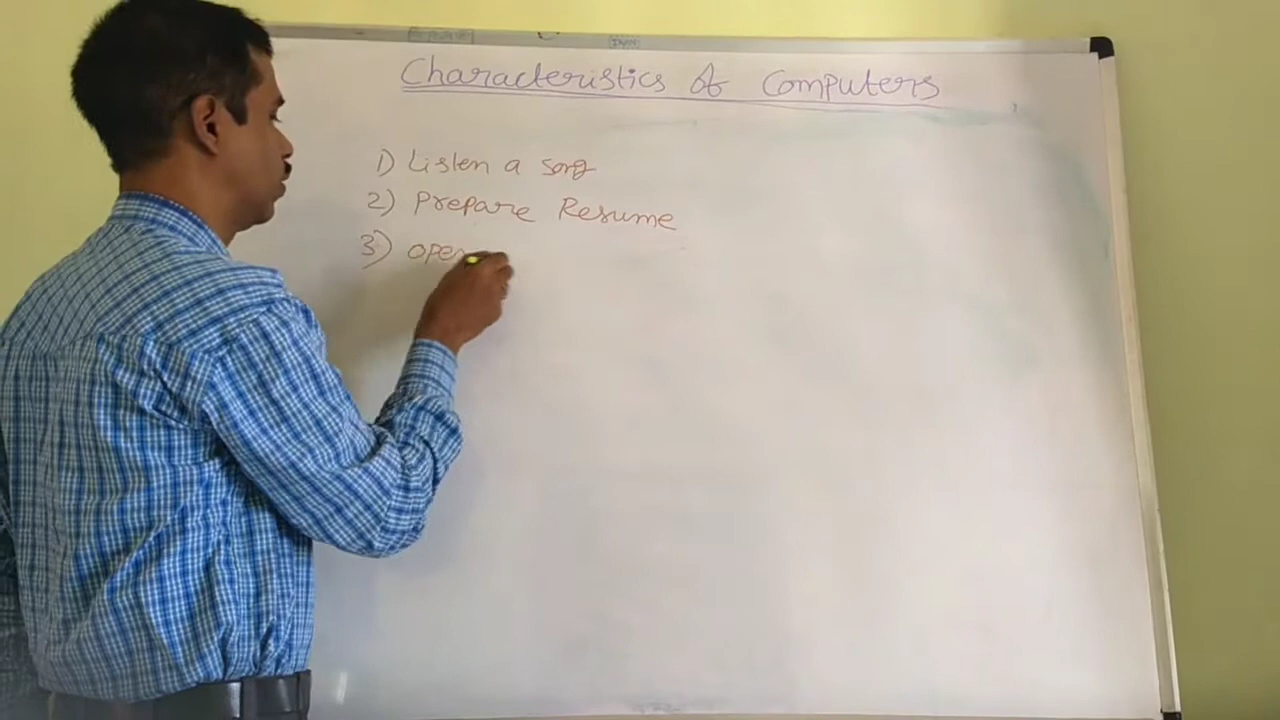 Characteristics of Computers
1) Listen a song
2) Prepare Resume
3) open